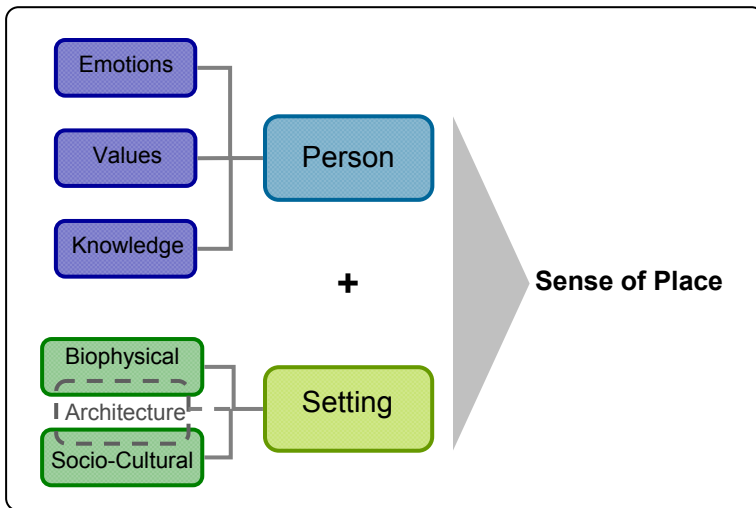 Emotions
Values
Knowledge
Person
+
Biophysical
Architecture
Socio-Cultural
Setting
Sense of Place